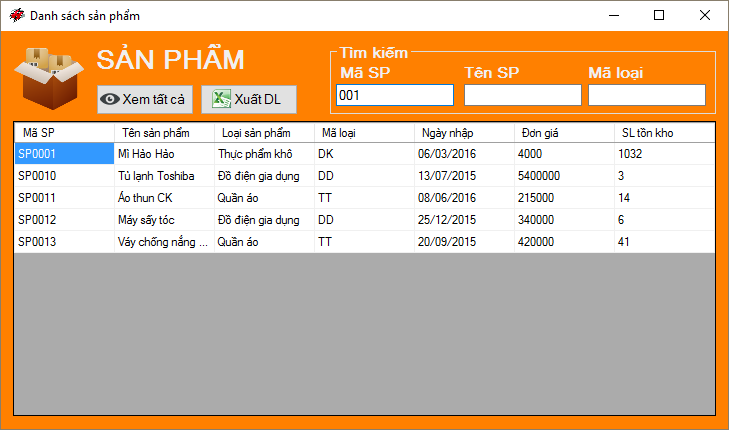 Danh sách sản phẩm
SẢN PHẨM
Xem tất cả
Xuất DL
Tìm kiếm
Mã SP Tên SP Mã loại
001
Mã SP Tên sản phẩm Loại sản phẩm Mã loại Ngày nhập Đơn giá SL tồn kho
SP0001 Mì Hảo Hảo Thực phẩm khô DK 06/03/2016 4000 1032
SP0010 Tủ lạnh Toshiba Đồ điện gia dụng DD 13/07/2015 5400000 3
SP0011 Áo thun CK Quần áo TT 08/06/2016 215000 14
SP0012 Máy sấy tóc Đồ điện gia dụng DD 25/12/2015 340000 6
SP0013 Váy chống nắng ... Quần áo TT 20/09/2015 420000 41